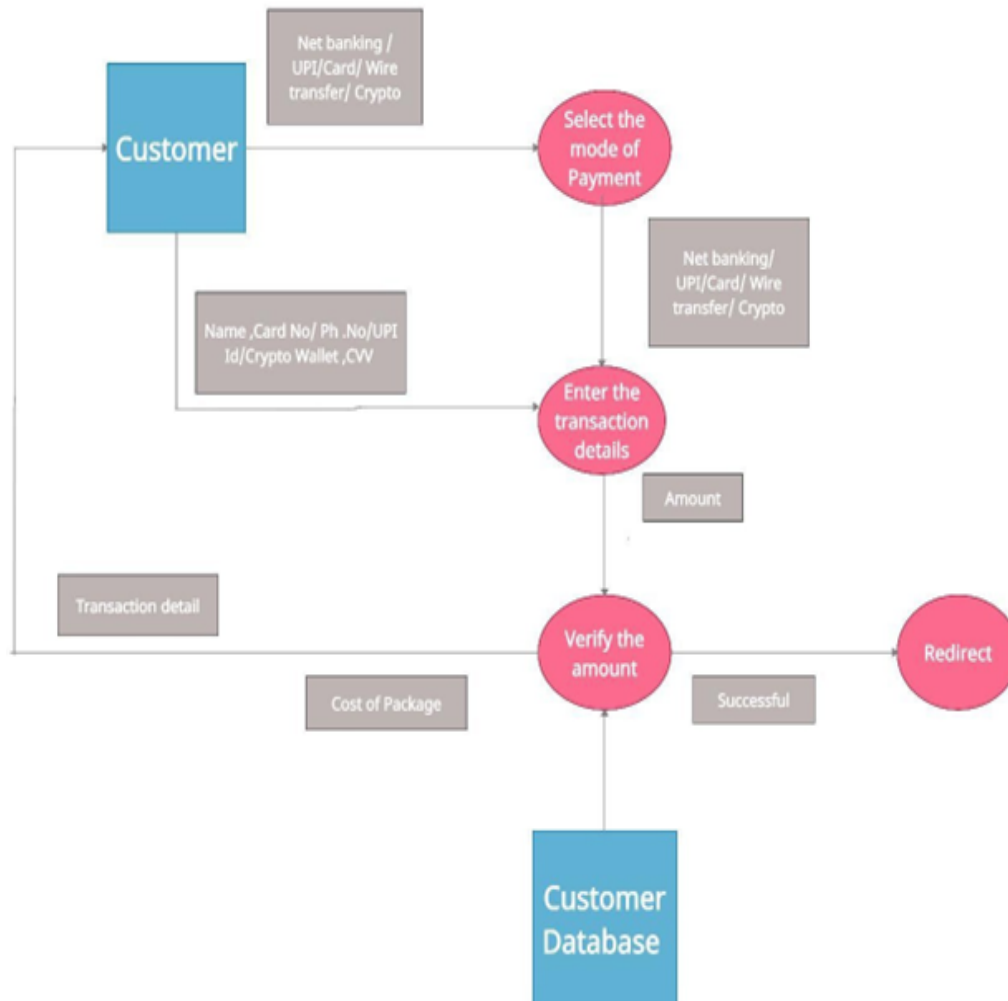 Net banking /
UPI/Card/ Wire
transfer/ Crypto
Customer
Select the
mode of
Payment
Net banking/
UPI/Card/ Wire
transfer/ Crypto
Name ,Card No/ Ph .No/UPI
Id/Crypto Wallet ,CVV
Enter the
transaction
details
Amount
Transaction detail
Verify the
amount
Redirect
Cost of Package
Successful
Customer
Database